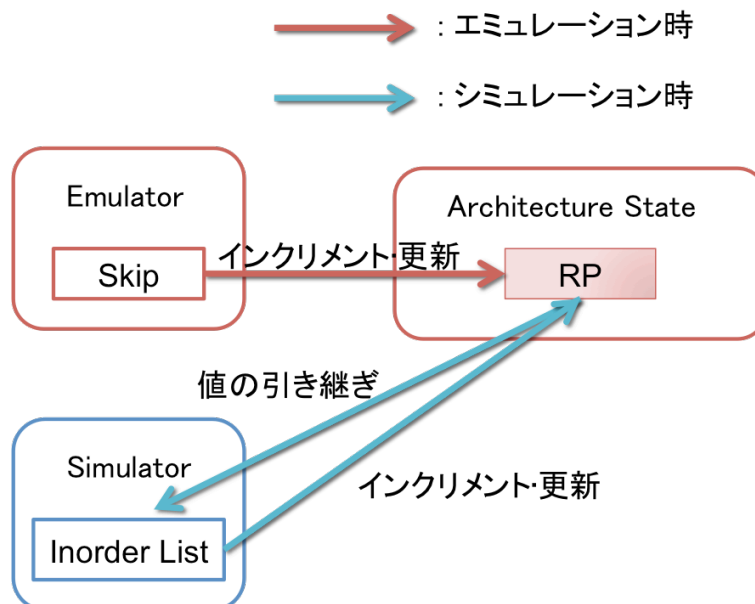 ：エミュレーション時
：シミュレーション時
Emulator
Architecture State
Skip
インクリメント・更新
RP
値の引き継ぎ
Simulator
インクリメント・更新
Inorder List